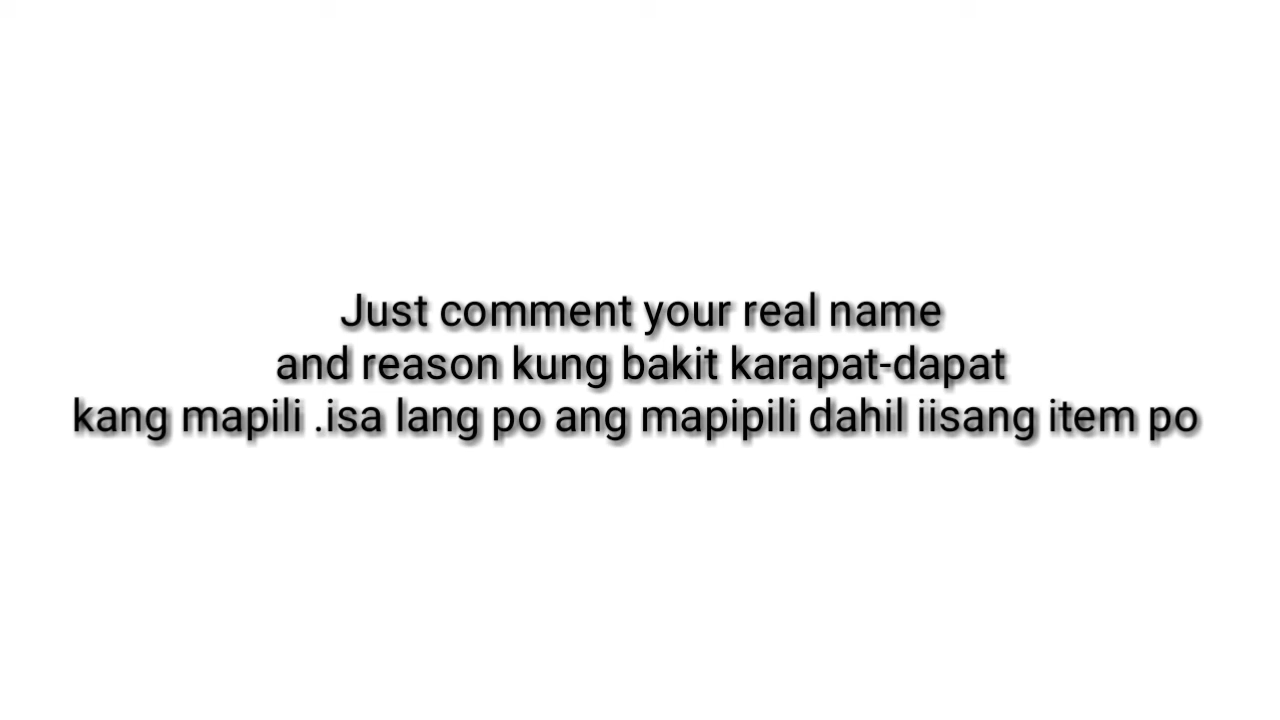 Just comment your real name
and reason kung bakit karapat-dapat
kang mapili .isa lang po ang mapipili dahil iisang item po